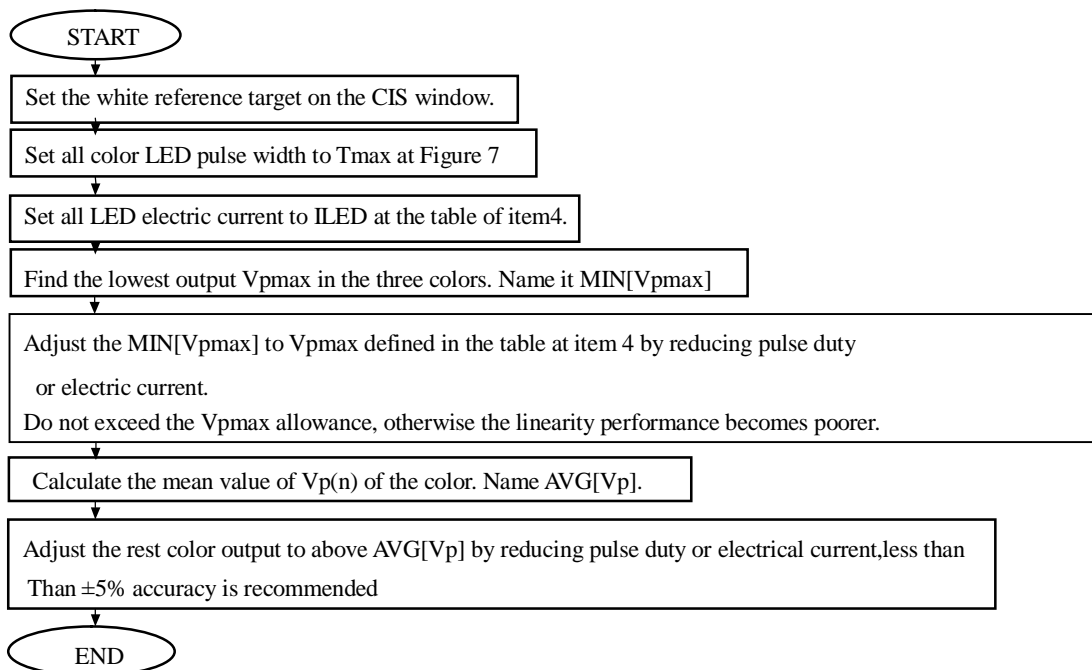 START
Set the white reference target on the CIS window.
Set all color LED pulse width to Tmax at Figure 7
Set all LED electric current to ILED at the table of item4.
Find the lowest output Vpmax in the three colors. Name it MIN[Vpmax]
Adjust the MIN[Vpmax] to Vpmax defined in the table at item 4 by reducing pulse duty
or electric current.
Do not exceed the Vpmax allowance, otherwise the linearity performance becomes poorer.
Calculate the mean value of Vp(n) of the color. Name AVG[Vp].
Adjust the rest color output to above AVG[Vp] by reducing pulse duty or electrical current,less than
Than ±5% accuracy is recommended
END